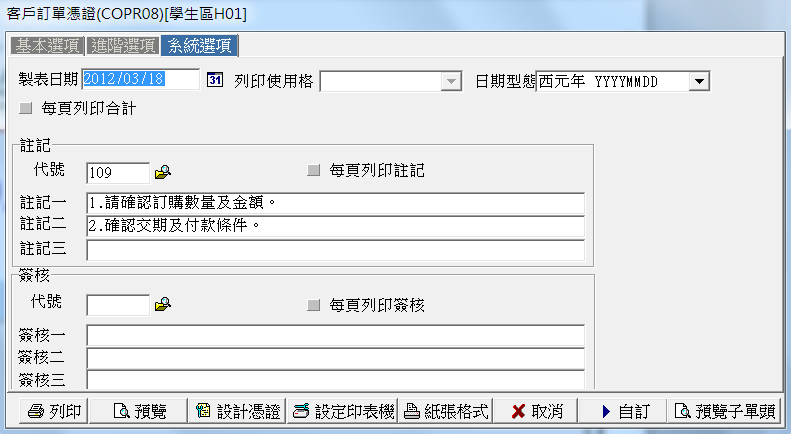 客戶訂單憑證(COPR08)[學生區H01]
基本選項 進階選項 系統選項
製表日期 2012/03/18 31 列印使用格 日期型態 西元年 YYYYMMDD
每頁列印合計
註記
代號 109 每頁列印註記
註記一 1.請確認訂購數量及金額。
註記二 2.確認交期及付款條件。
註記三
簽核
代號 每頁列印簽核
簽核一
簽核二
簽核三
列印 預覽 設計憑證 設定印表機 紙張格式 取消 自訂 預覽子單頭